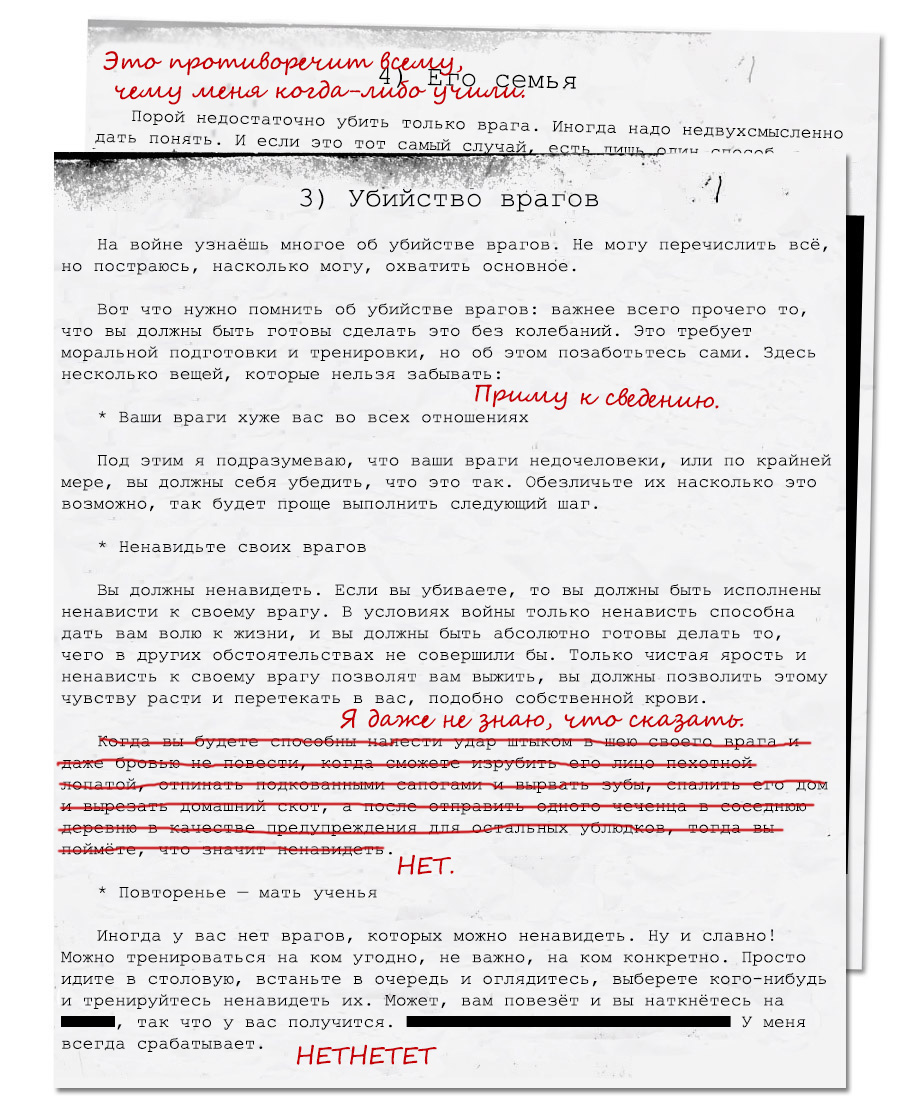 Это противоречит всему,
4) Его семья
чему меня когда-либо учили.
Порой недостаточно убить только врага. Иногда надо недвухсмысленно
дать понять. И если это тот самый случай, есть лишь один способ
3) Убийство врагов
На войне узнаёшь многое об убийстве врагов. Не могу перечислить всё,
но постраюсь, насколько могу, охватить основное.
Вот что нужно помнить об убийстве врагов: важнее всего прочего то,
что вы должны быть готовы сделать это без колебаний. Это требует
моральной подготовки и тренировки, но об этом позаботьтесь сами. Здесь
несколько вещей, которые нельзя забывать:
Приму к сведению.
* Ваши враги хуже вас во всех отношениях
Под этим я подразумеваю, что ваши враги недочеловеки, или по крайней
мере, вы должны себя убедить, что это так. Обезличьте их насколько это
возможно, так будет проще выполнить следующий шаг.
* Ненавидьте своих врагов
Вы должны ненавидеть. Если вы убиваете, то вы должны быть исполнены
ненависти к своему врагу. В условиях войны только ненависть способна
дать вам волю к жизни, и вы должны быть абсолютно готовы делать то,
чего в других обстоятельствах не совершили бы. Только чистая ярость и
ненависть к своему врагу позволят вам выжить, вы должны позволить этому
чувству расти и перетекать в вас, подобно собственной крови.
Я даже не знаю, что сказать.
Когда вы будете способны нанести удар штыком в шею своего врага и
даже бровью не повести, когда сможете изрубить его лицо пехотной
лопатой, отпинать подкованными сапогами и вырвать зубы, спалить его дом
и вырезать домашний скот, а после отправить одного чеченца в соседнюю
деревню в качестве предупреждения для остальных ублюдков, тогда вы
поймёте, что значит ненавидеть.
НЕТ.
* Повторенье — мать ученья
Иногда у вас нет врагов, которых можно ненавидеть. Ну и славно!
Можно тренироваться на ком угодно, не важно, на ком конкретно. Просто
идите в столовую, встаньте в очередь и оглядитесь, выберете кого-нибудь
и тренируйтесь ненавидеть их. Может, вам повезёт и вы наткнётесь на
, так что у вас получится. У меня
всегда срабатывает.
НЕТНЕТЕТ